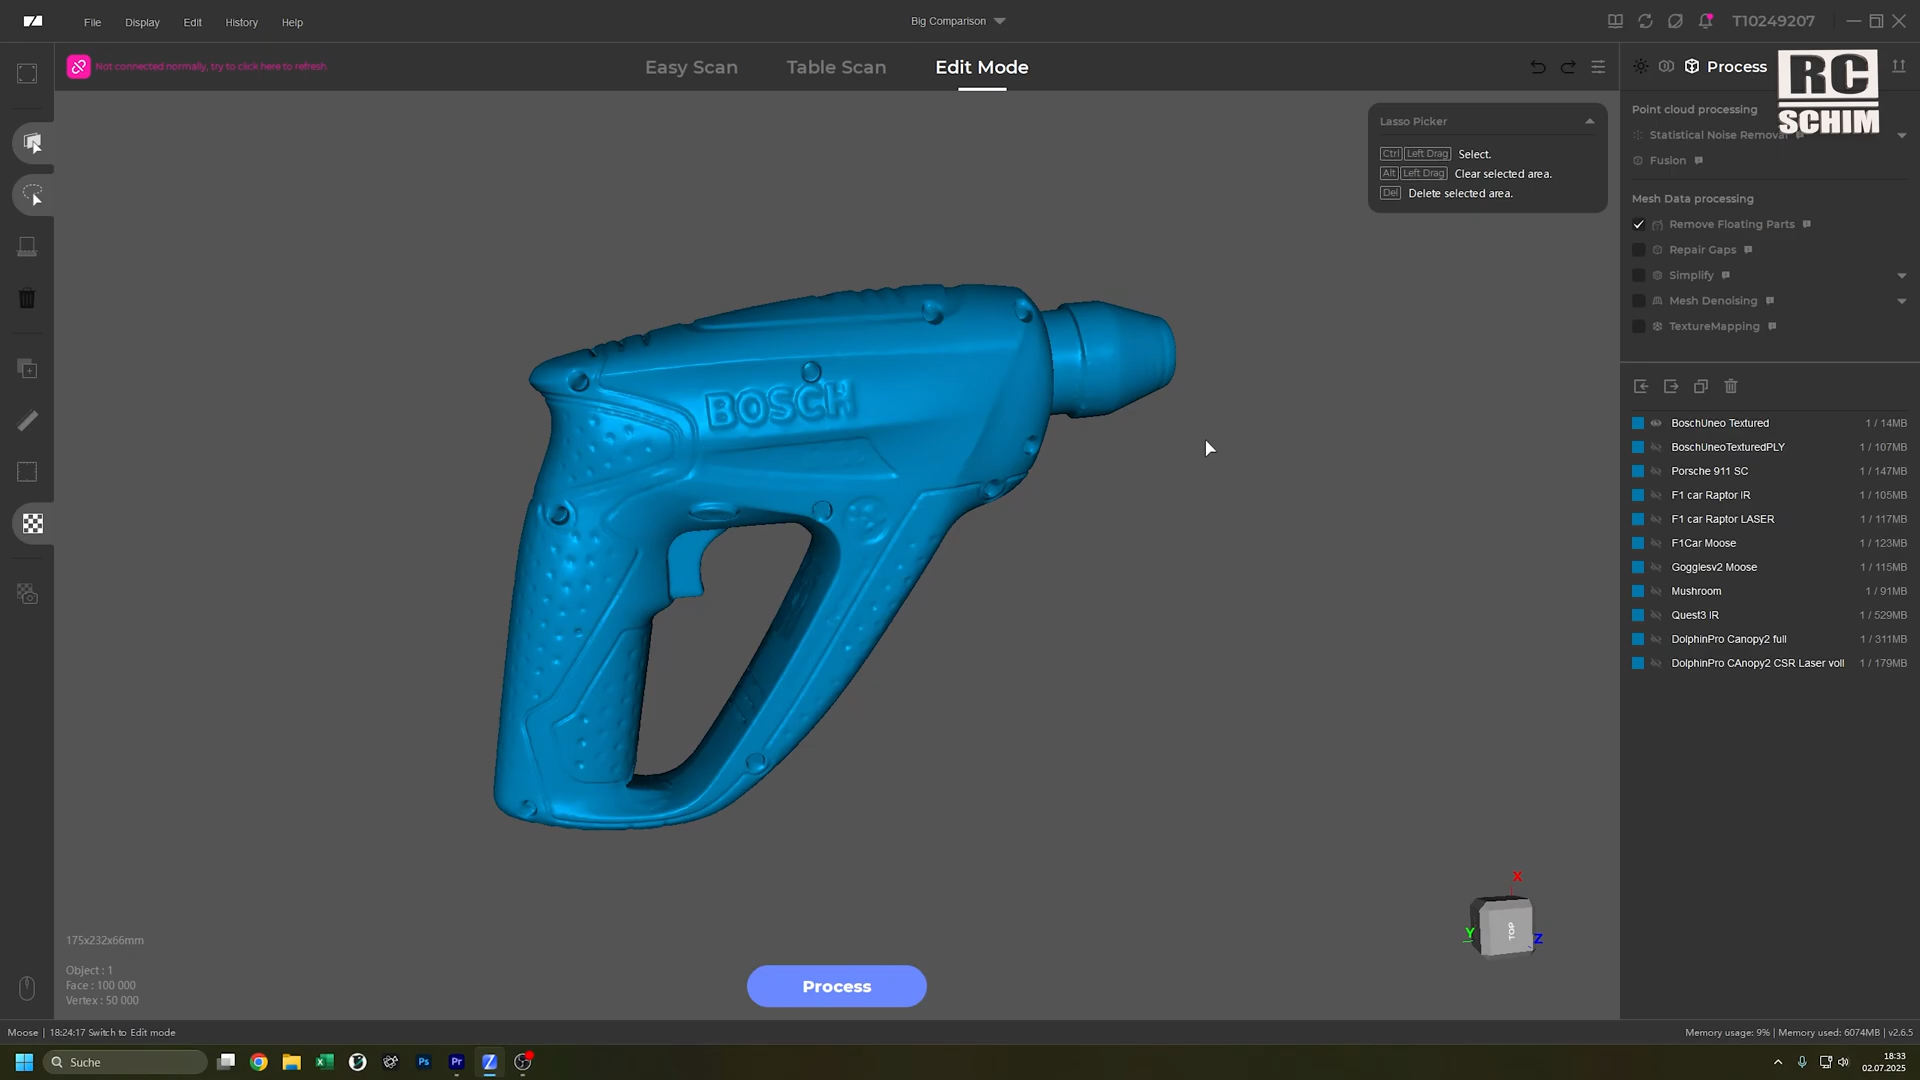 File Display Edit History Help
Big Comparison
T10249207
Not connected normally, try to click here to refresh.
Easy Scan Table Scan Edit Mode
Process
RC
SCHIM
Lasso Picker
Ctrl Left Drag Select.
Alt Left Drag Clear selected area.
Del Delete selected area.
Point cloud processing
Statistical Noise Removal
Fusion
Mesh Data processing
Remove Floating Parts
Repair Gaps
Simplify
Mesh Denoising
TextureMapping
BoschUneo Textured 1 / 14MB
BoschUneoTexturedPLY 1 / 107MB
Porsche 911 SC 1 / 147MB
F1 car Raptor IR 1 / 105MB
F1 car Raptor LASER 1 / 117MB
F1Car Moose 1 / 123MB
Gogglesv2 Moose 1 / 115MB
Mushroom 1 / 91MB
Quest3 IR 1 / 529MB
DolphinPro Canopy2 full 1 / 311MB
DolphinPro CAnopy2 CSR Laser voll 1 / 179MB
BOSCH
X
Y
TOP
Z
175x232x66mm
Object : 1
Face : 100 000
Vertex : 50 000
Process
Moose | 18:24:17 Switch to Edit mode
Memory usage: 9% | Memory used: 6074MB | v2.6.5
Suche
Ps
Pr
18:33
02.07.2025